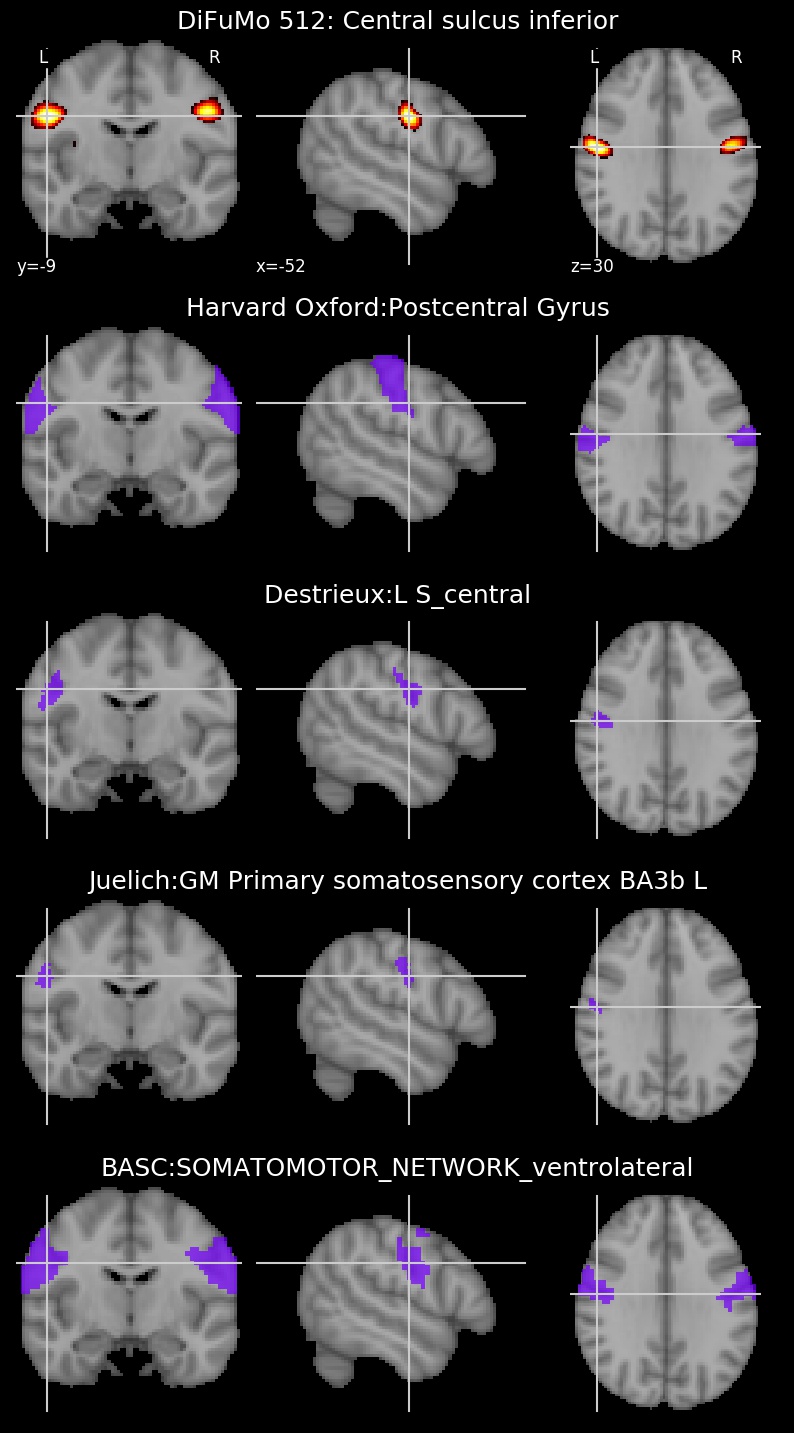 DiFuMo 512: Central sulcus inferior
L R L R
y=-9 x=-52 z=30
Harvard Oxford:Postcentral Gyrus
Destrieux:L S_central
Juelich:GM Primary somatosensory cortex BA3b L
BASC:SOMATOMOTOR_NETWORK_ventrolateral